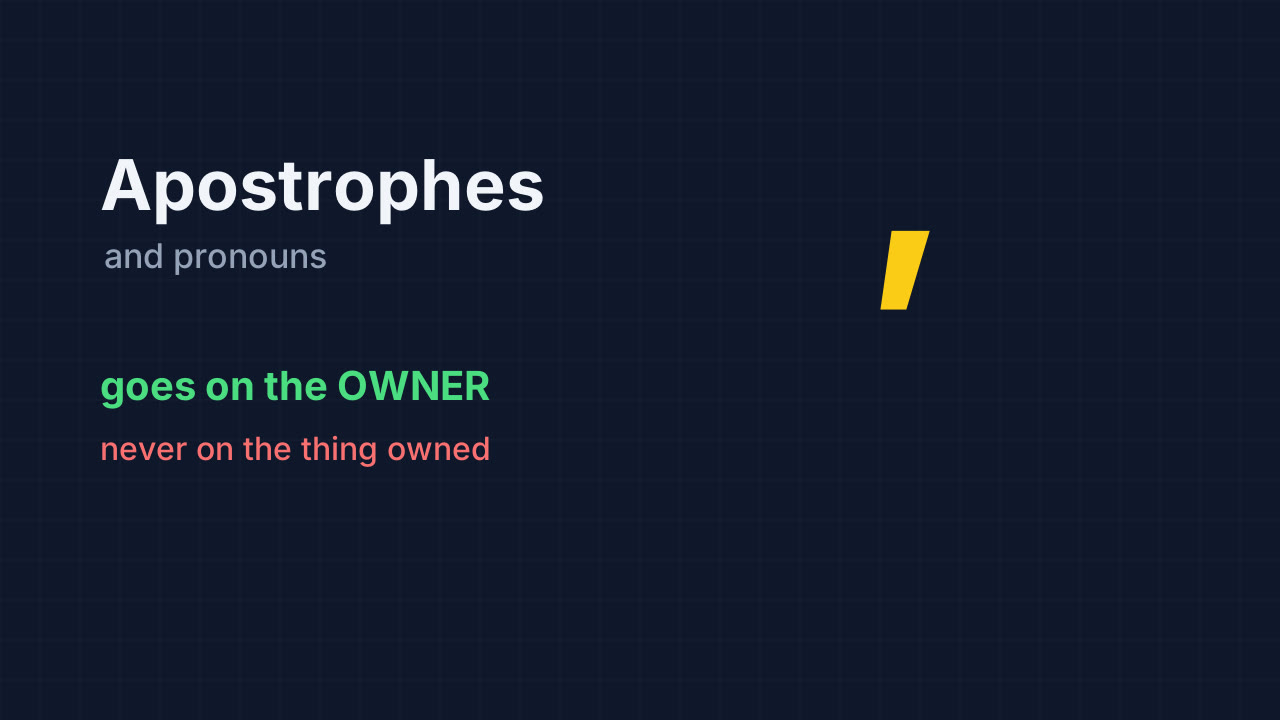 Apostrophes
and pronouns
’
goes on the OWNER
never on the thing owned